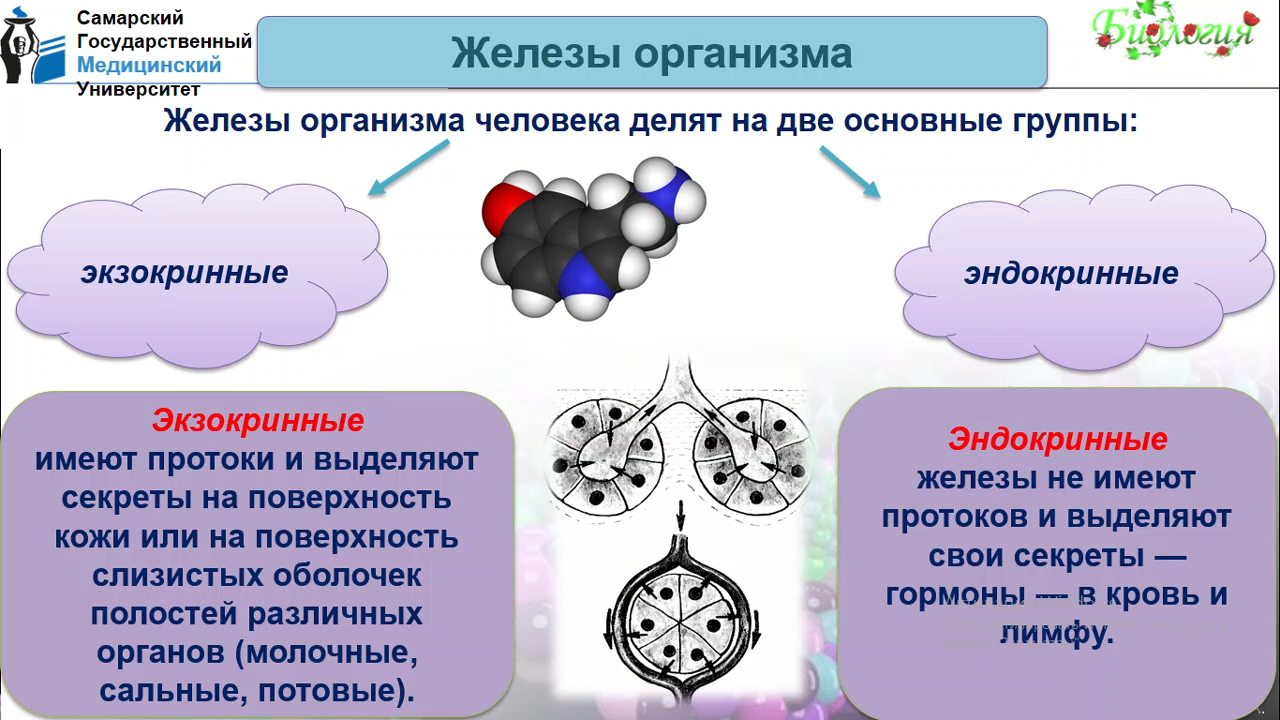 Самарский
Государственный
Медицинский
Университет
Железы организма
Биология
Железы организма человека делят на две основные группы:
экзокринные
эндокринные
Экзокринные
имеют протоки и выделяют
секреты на поверхность
кожи или на поверхность
слизистых оболочек
полостей различных
органов (молочные,
сальные, потовые).
Эндокринные
железы не имеют
протоков и выделяют
свои секреты —
гормоны — в кровь и
лимфу.